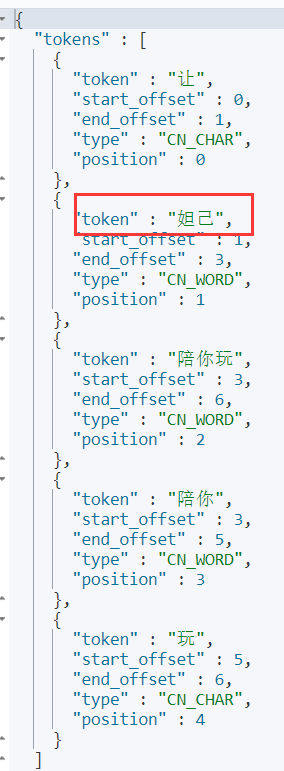 {
"tokens" : [
{
"token" : "让",
"start_offset" : 0,
"end_offset" : 1,
"type" : "CN_CHAR",
"position" : 0
},
{
"token" : "妲己",
"start_offset" : 1,
"end_offset" : 3,
"type" : "CN_WORD",
"position" : 1
},
{
"token" : "陪你玩",
"start_offset" : 3,
"end_offset" : 6,
"type" : "CN_WORD",
"position" : 2
},
{
"token" : "陪你",
"start_offset" : 3,
"end_offset" : 5,
"type" : "CN_WORD",
"position" : 3
},
{
"token" : "玩",
"start_offset" : 5,
"end_offset" : 6,
"type" : "CN_CHAR",
"position" : 4
}
]